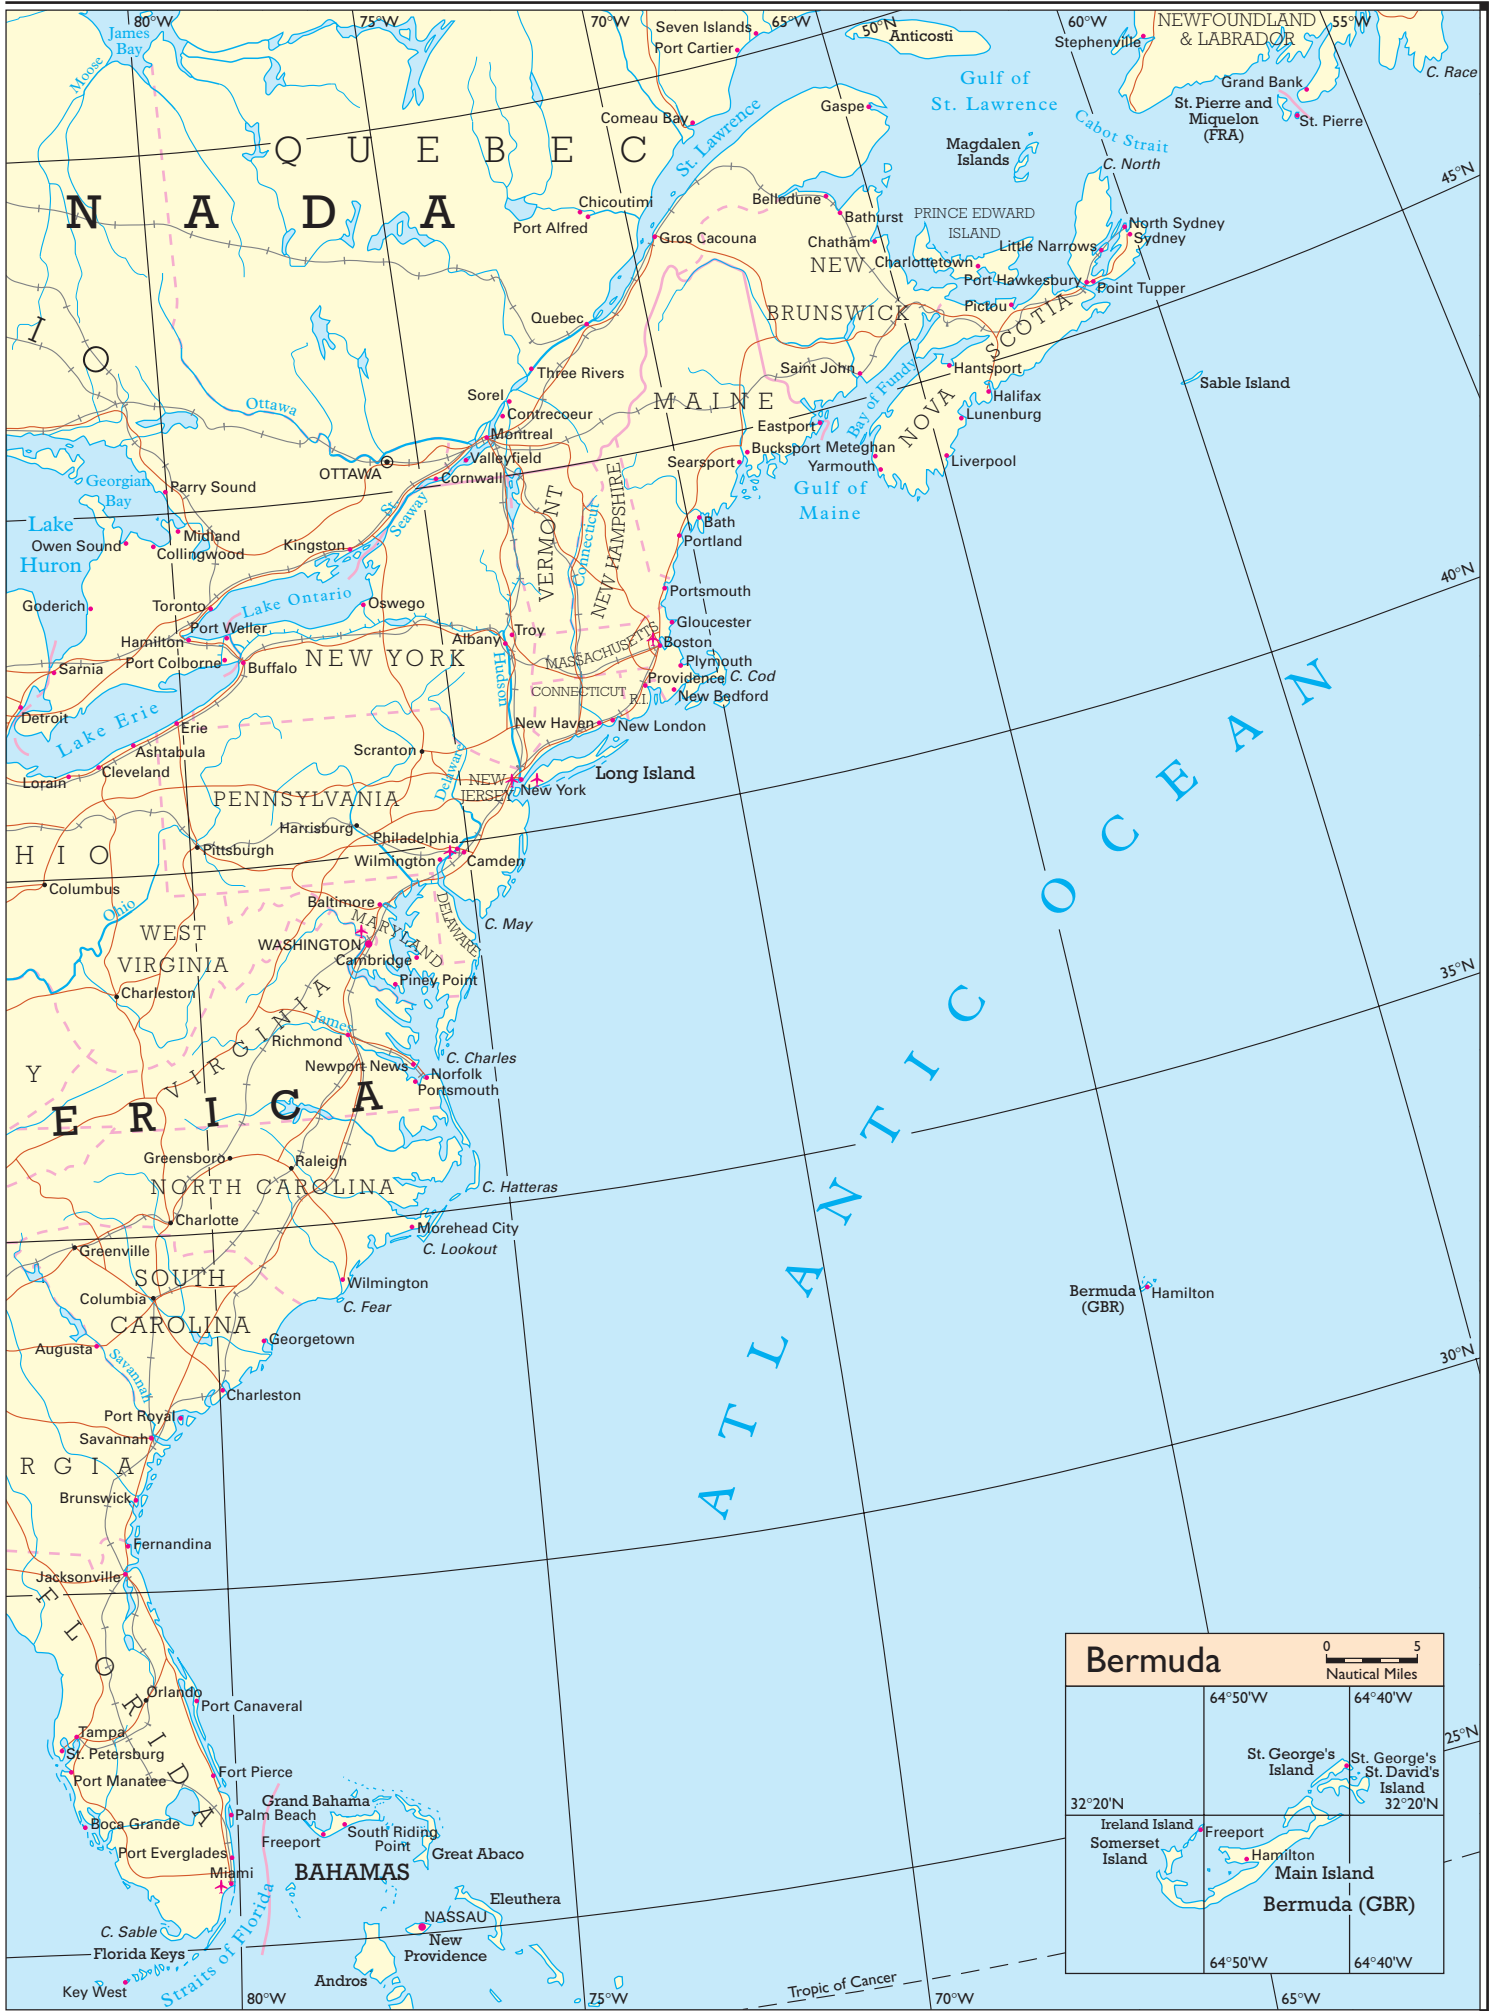 80°W
75°W
70°W
65°W
50°N
60°W
55°W
James
Bay
Moose
Seven Islands
Port Cartier
Anticosti
Stephenville
NEWFOUNDLAND
& LABRADOR
C. Race
Gulf of
St. Lawrence
Grand Bank
St. Pierre and
Miquelon
(FRA)
St. Pierre
Gaspe
Comeau Bay
St. Lawrence
Cabot Strait
Magdalen
Islands
C. North
45°N
QUEBEC
NADA
Chicoutimi
Port Alfred
Belledune
Bathurst
PRINCE EDWARD
ISLAND
North Sydney
Sydney
Gros Cacouna
Chatham
Little Narrows
NEW
Charlottetown
Port Hawkesbury
Point Tupper
Pictou
BRUNSWICK
NOVA SCOTIA
Quebec
I O
Three Rivers
Saint John
Hantsport
Sable Island
Bay of Fundy
Sorel
Contrecoeur
MAINE
Halifax
Lunenburg
Ottawa
Montreal
Eastport
Bucksport
Meteghan
Valleyfield
OTTAWA
Cornwall
Searsport
Yarmouth
Liverpool
Georgian
Bay
Parry Sound
St.
Seaway
Gulf of
Maine
Lake
Huron
Midland
Owen Sound
Collingwood
Kingston
VERMONT
Connecticut
NEW HAMPSHIRE
Bath
Portland
40°N
Goderich
Toronto
Lake Ontario
Oswego
Portsmouth
Hamilton
Port Weller
Albany
Troy
Gloucester
Boston
MASSACHUSETTS
Sarnia
Port Colborne
Buffalo
NEW YORK
Hudson
Plymouth
Providence
C. Cod
CONNECTICUT
R.I.
New Bedford
Detroit
Lake Erie
Erie
New Haven
New London
Ashtabula
Scranton
Cleveland
Lorain
Delaware
NEW
JERSEY
New York
Long Island
PENNSYLVANIA
Harrisburg
Philadelphia
HIO
Pittsburgh
Wilmington
Camden
Columbus
Ohio
Baltimore
C. May
WEST
VIRGINIA
MARYLAND
DELAWARE
WASHINGTON
Cambridge
Piney Point
35°N
Charleston
VIRGINIA
James
Richmond
C. Charles
Newport News
Norfolk
Portsmouth
Y
ERICA
Greensboro
Raleigh
NORTH CAROLINA
C. Hatteras
Charlotte
Morehead City
Greenville
C. Lookout
SOUTH
CAROLINA
Wilmington
Columbia
C. Fear
Bermuda
(GBR)
Hamilton
Georgetown
Augusta
Savannah
30°N
Charleston
Port Royal
Savannah
RGIA
ATLANTIC OCEAN
Brunswick
Fernandina
Jacksonville
FLORIDA
Orlando
Port Canaveral
Tampa
St. Petersburg
Port Manatee
Fort Pierce
Grand Bahama
Palm Beach
Boca Grande
Freeport
South Riding
Point
Port Everglades
Great Abaco
Miami
BAHAMAS
Eleuthera
NASSAU
C. Sable
New
Providence
Florida Keys
Straits of Florida
Andros
Key West
Tropic of Cancer
80°W
75°W
70°W
65°W
25°N
Bermuda
0
5
Nautical Miles
64°50'W
64°40'W
St. George's
Island
St. George's
St. David's
Island
32°20'N
32°20'N
Ireland Island
Freeport
Somerset
Island
Hamilton
Main Island
Bermuda (GBR)
64°50'W
64°40'W